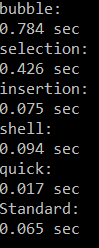 bubble:
0.784 sec
selection:
0.426 sec
insertion:
0.075 sec
shell:
0.094 sec
quick:
0.017 sec
Standard:
0.065 sec